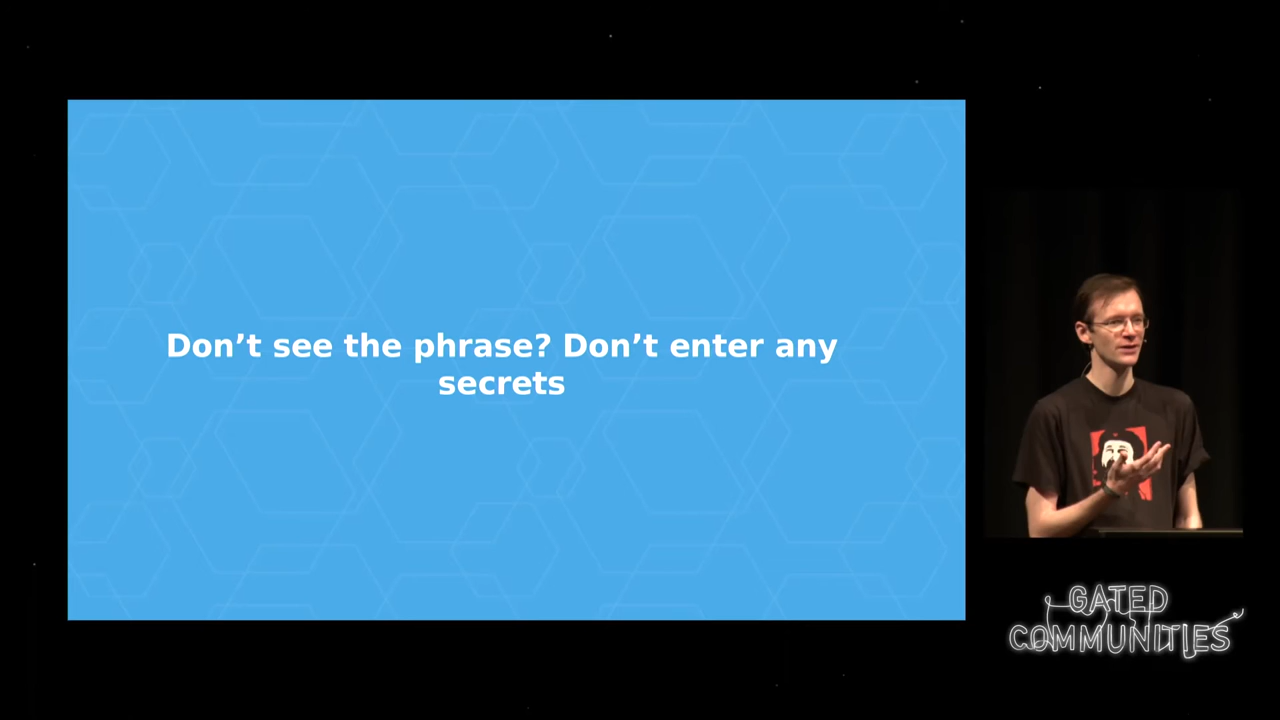 Don’t see the phrase? Don’t enter any
secrets
GATED
COMMUNITIES